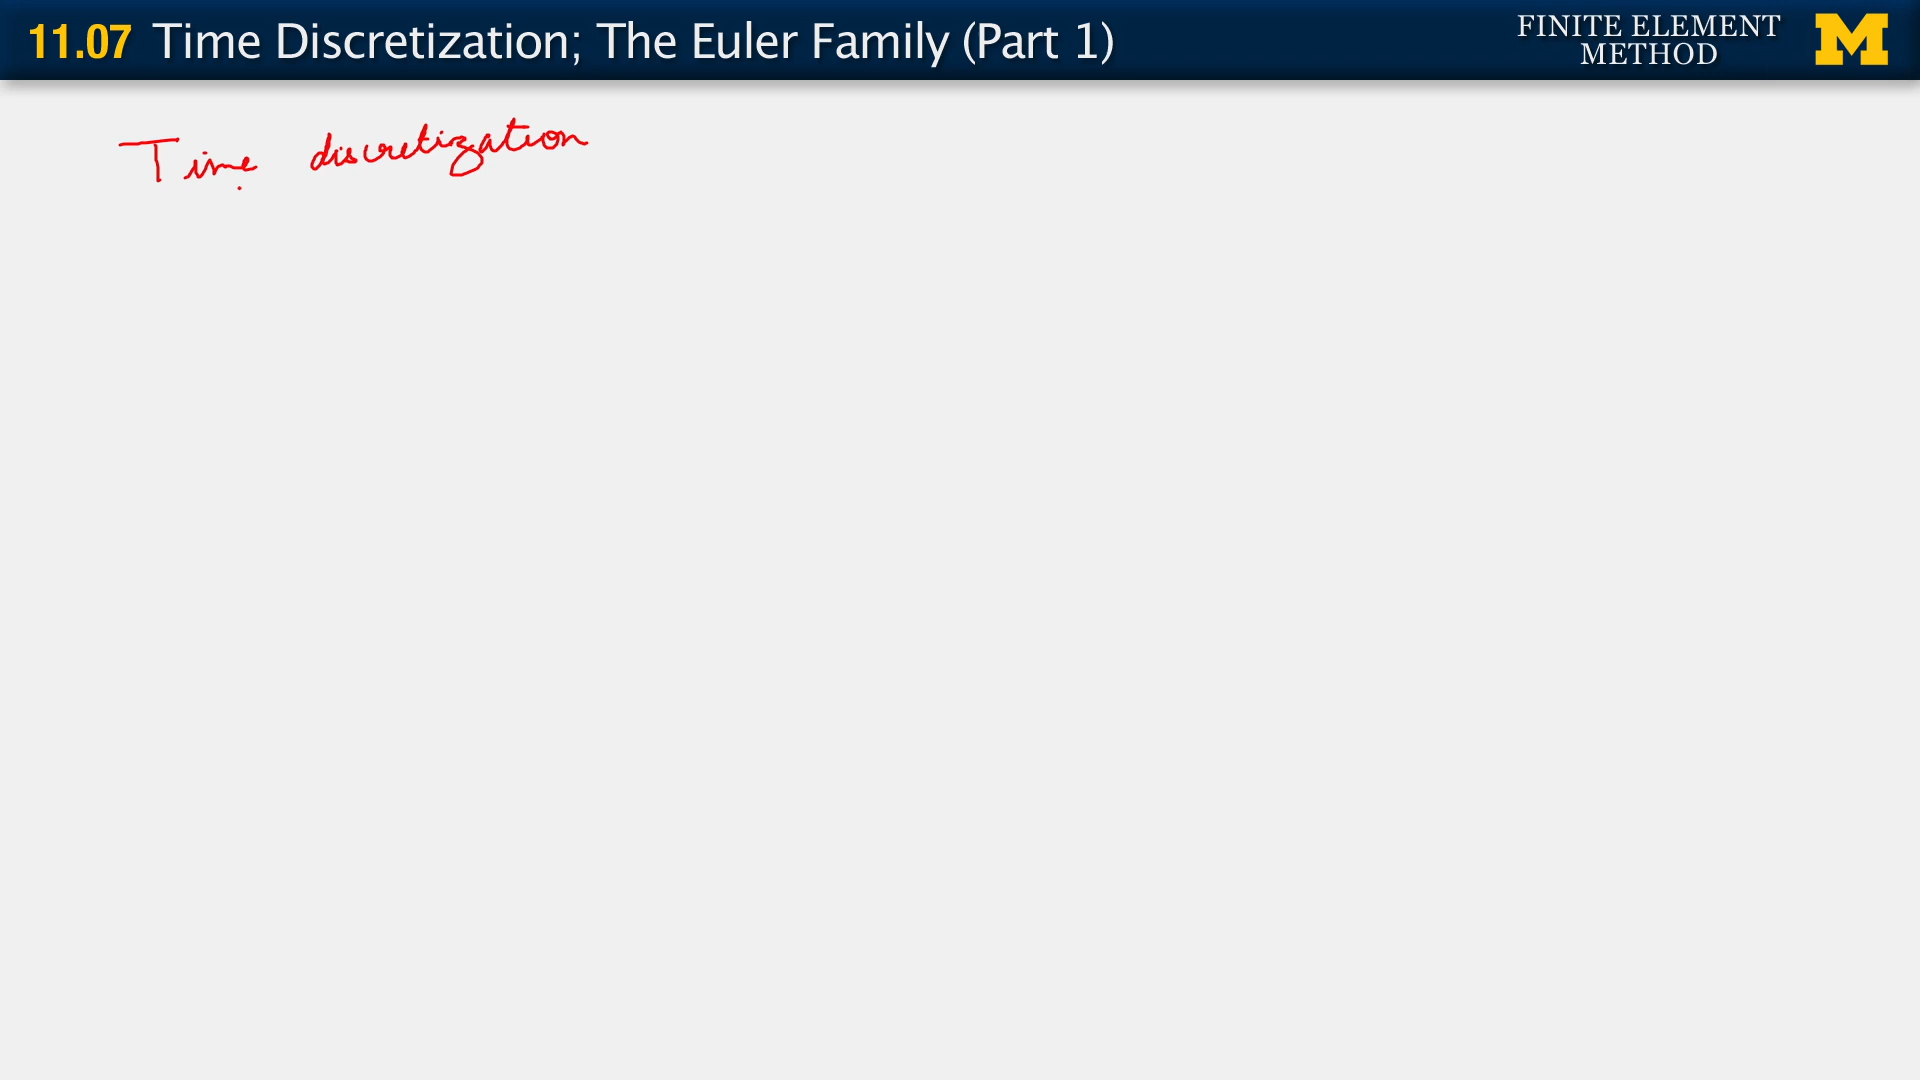 11.07 Time Discretization; The Euler Family (Part 1)
FINITE ELEMENT
METHOD
M
Time discretization